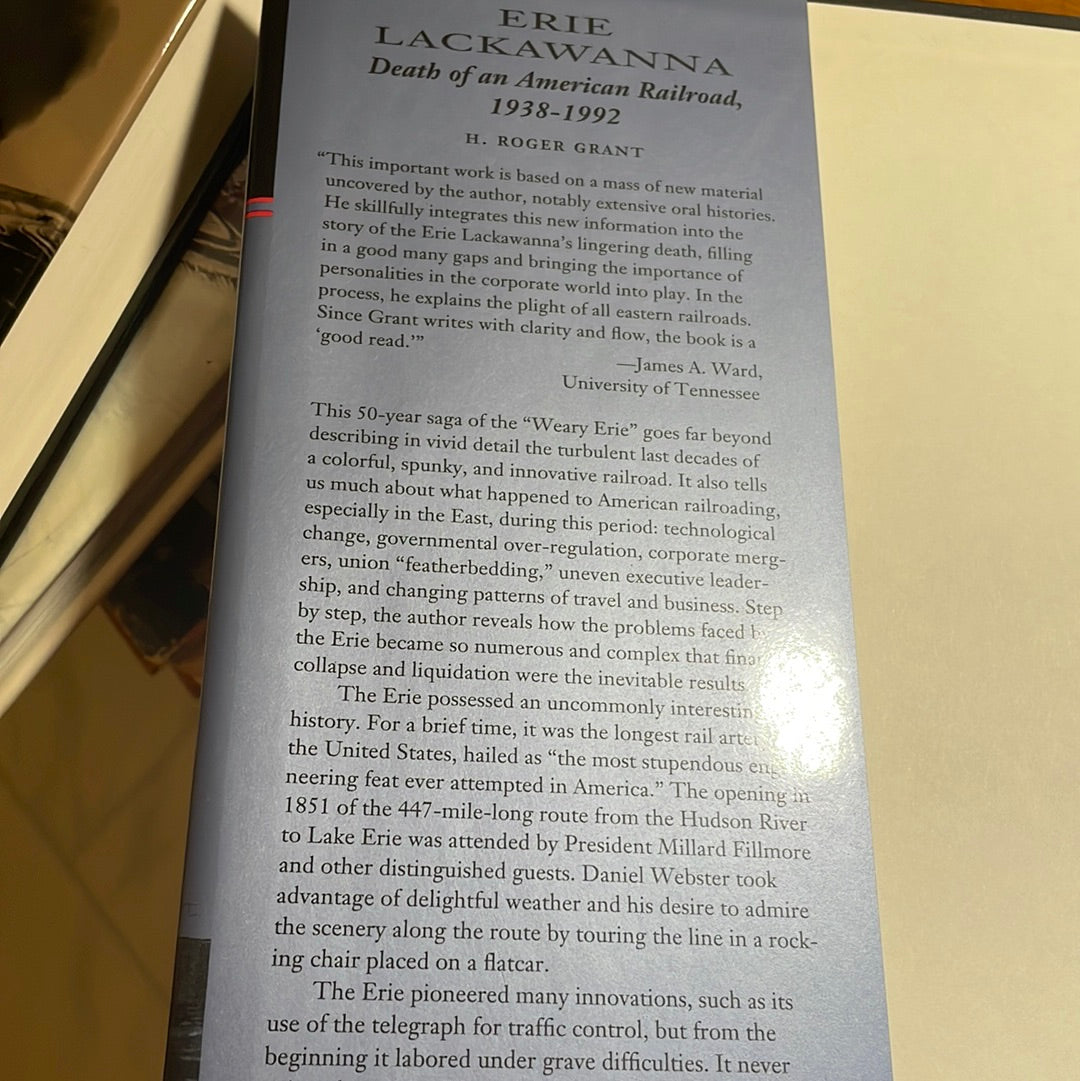 ERIE
LACKAWANNA
Death of an American Railroad,
1938-1992
H. ROGER GRANT
“This important work is based on a mass of new material
uncovered by the author, notably extensive oral histories.
He skillfully integrates this new information into the
story of the Erie Lackawanna’s lingering death, filling
in a good many gaps and bringing the importance of
personalities in the corporate world into play. In the
process, he explains the plight of all eastern railroads.
Since Grant writes with clarity and flow, the book is a
‘good read.’”
—James A. Ward,
University of Tennessee
This 50-year saga of the “Weary Erie” goes far beyond
describing in vivid detail the turbulent last decades of
a colorful, spunky, and innovative railroad. It also tells
us much about what happened to American railroading,
especially in the East, during this period: technological
change, governmental over-regulation, corporate merg-
ers, union “featherbedding,” uneven executive leader-
ship, and changing patterns of travel and business. Step
by step, the author reveals how the problems faced
the Erie became so numerous and complex that
collapse and liquidation were the inevitable results
The Erie possessed an uncommonly
history. For a brief time, it was the longest rail
the United States, hailed as “the most stupendous
neering feat ever attempted in America.” The opening in
1851 of the 447-mile-long route from the Hudson River
to Lake Erie was attended by President Millard Fillmore
and other distinguished guests. Daniel Webster took
advantage of delightful weather and his desire to admire
the scenery along the route by touring the line in a rock-
ing chair placed on a flatcar.
The Erie pioneered many innovations, such as its
use of the telegraph for traffic control, but from the
beginning it labored under grave difficulties. It never